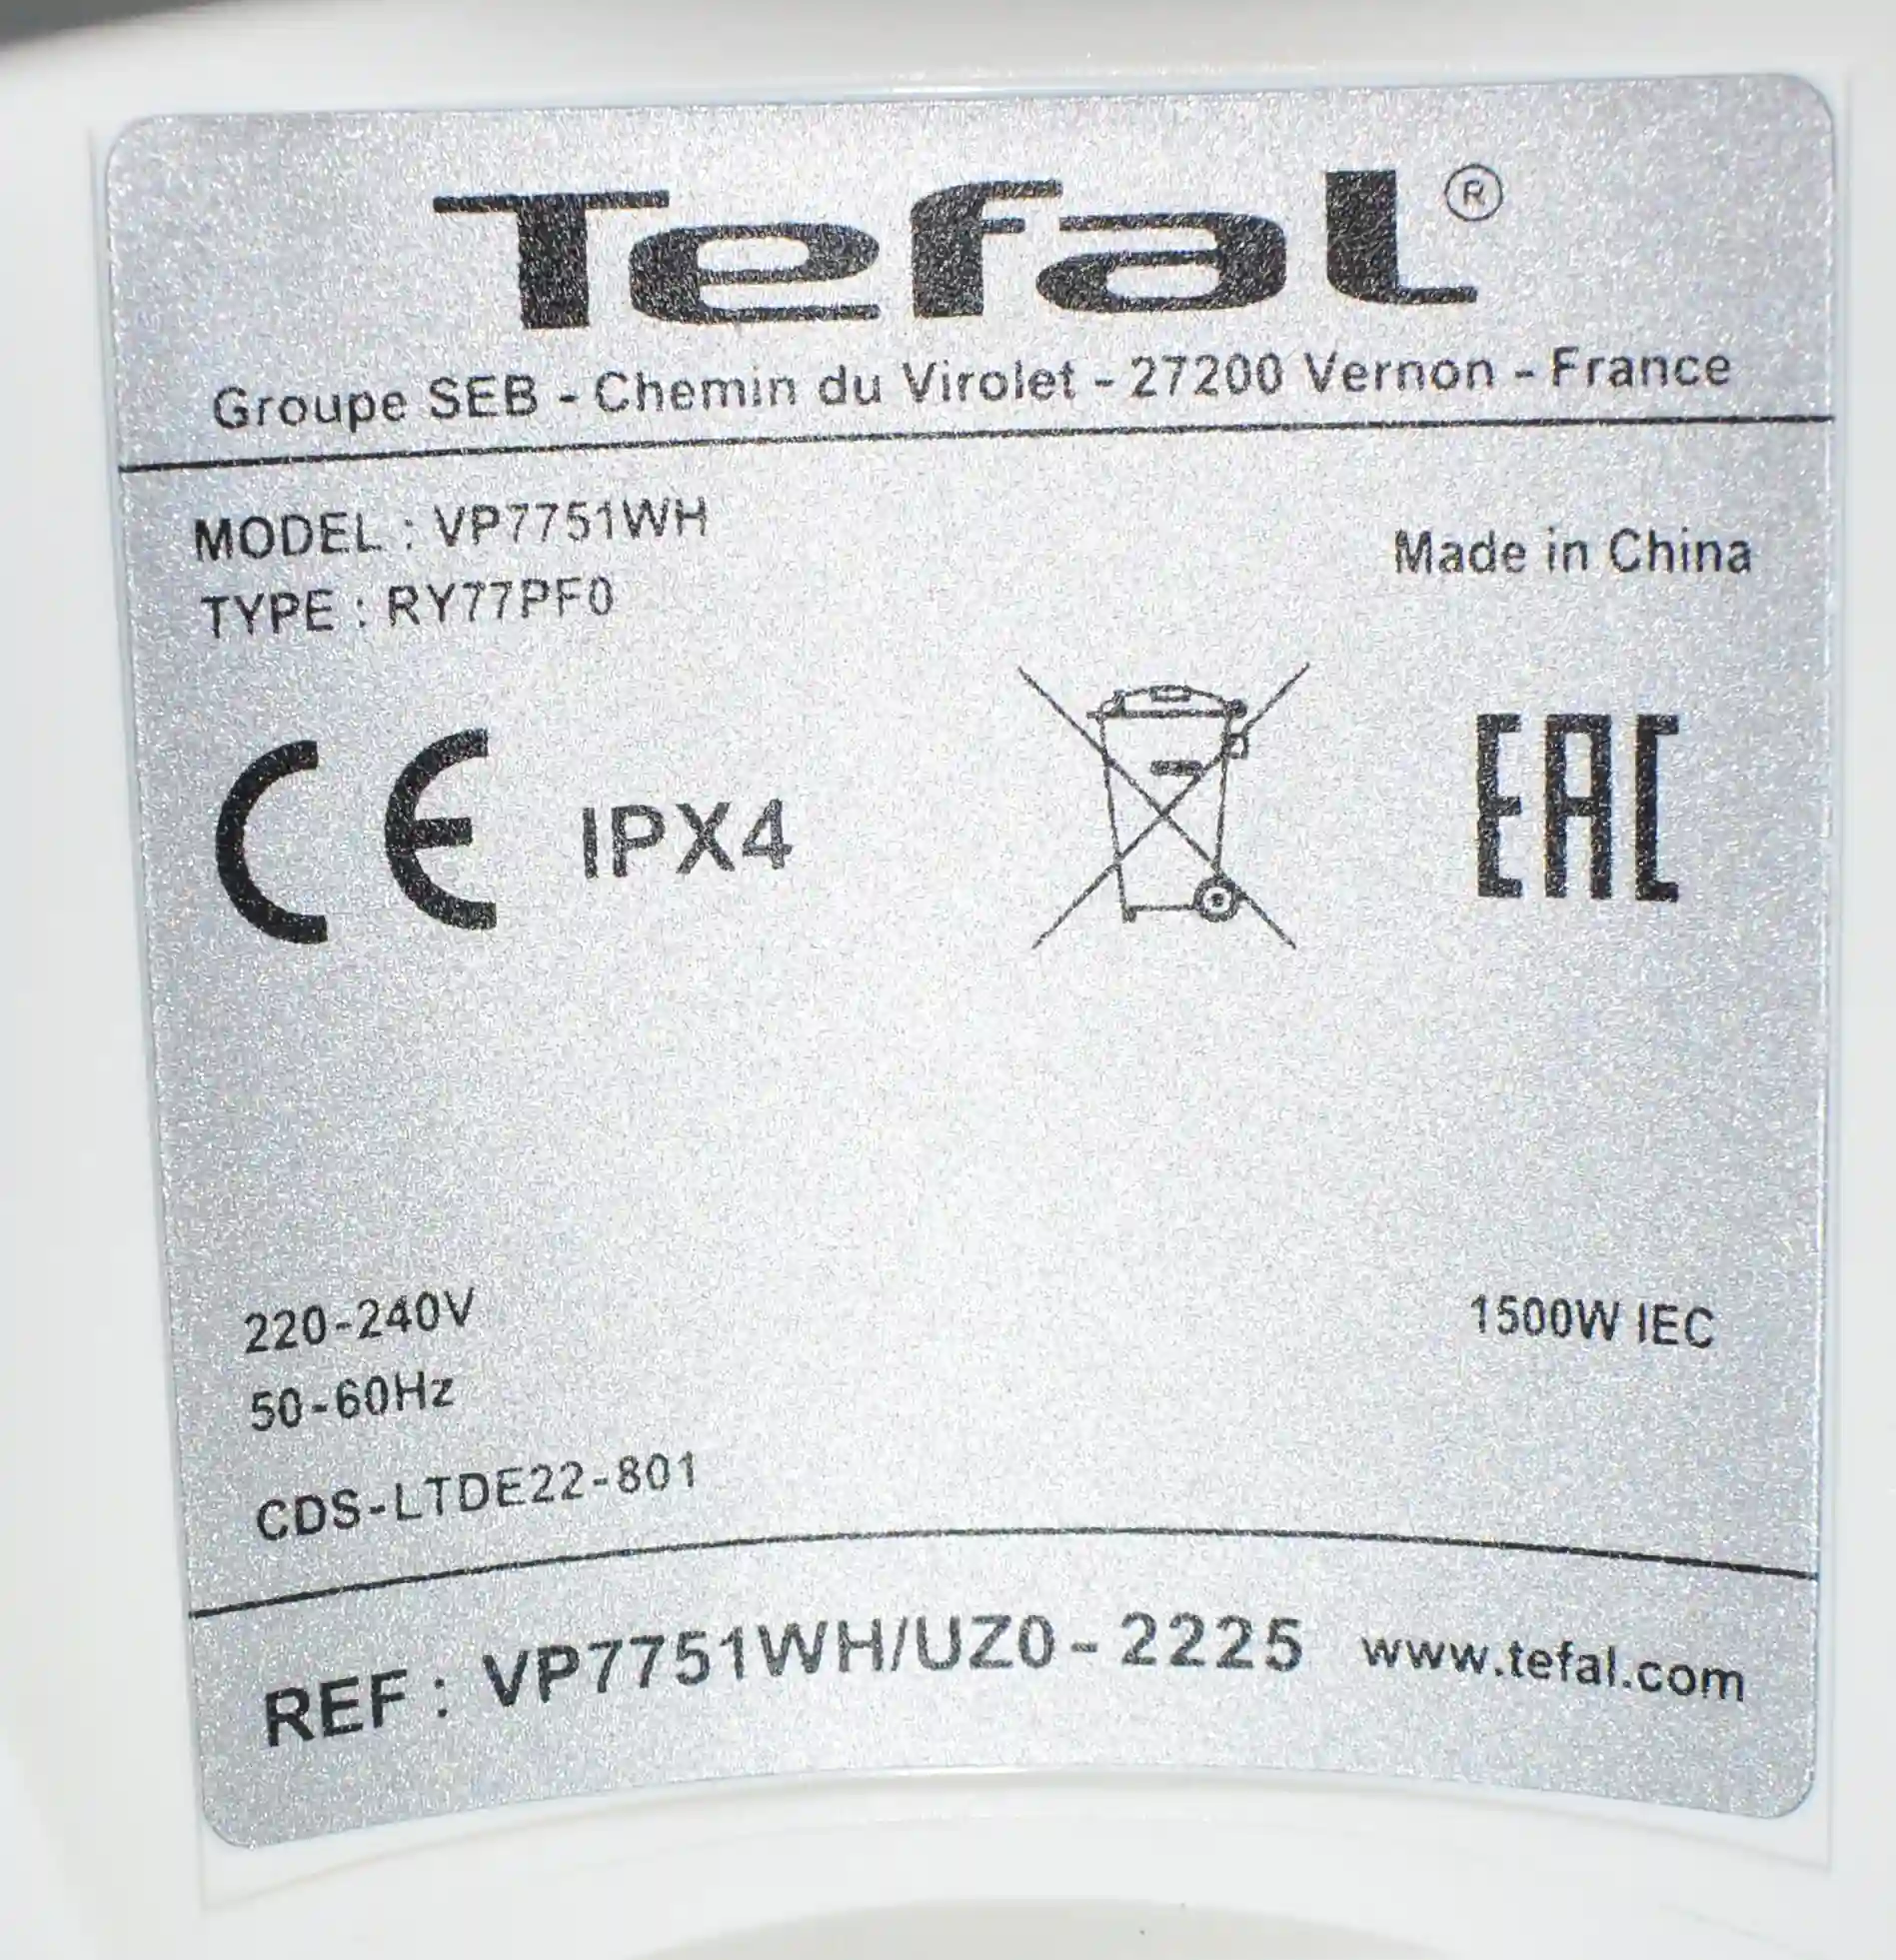 Tefal®
Groupe SEB - Chemin du Virolet - 27200 Vernon - France
MODEL : VP7751WH
Made in China
TYPE : RY77PF0
CE IPX4 EAC
220-240V
1500W IEC
50-60Hz
CDS-LTDE22-801
REF : VP7751WH/UZ0 - 2225 www.tefal.com